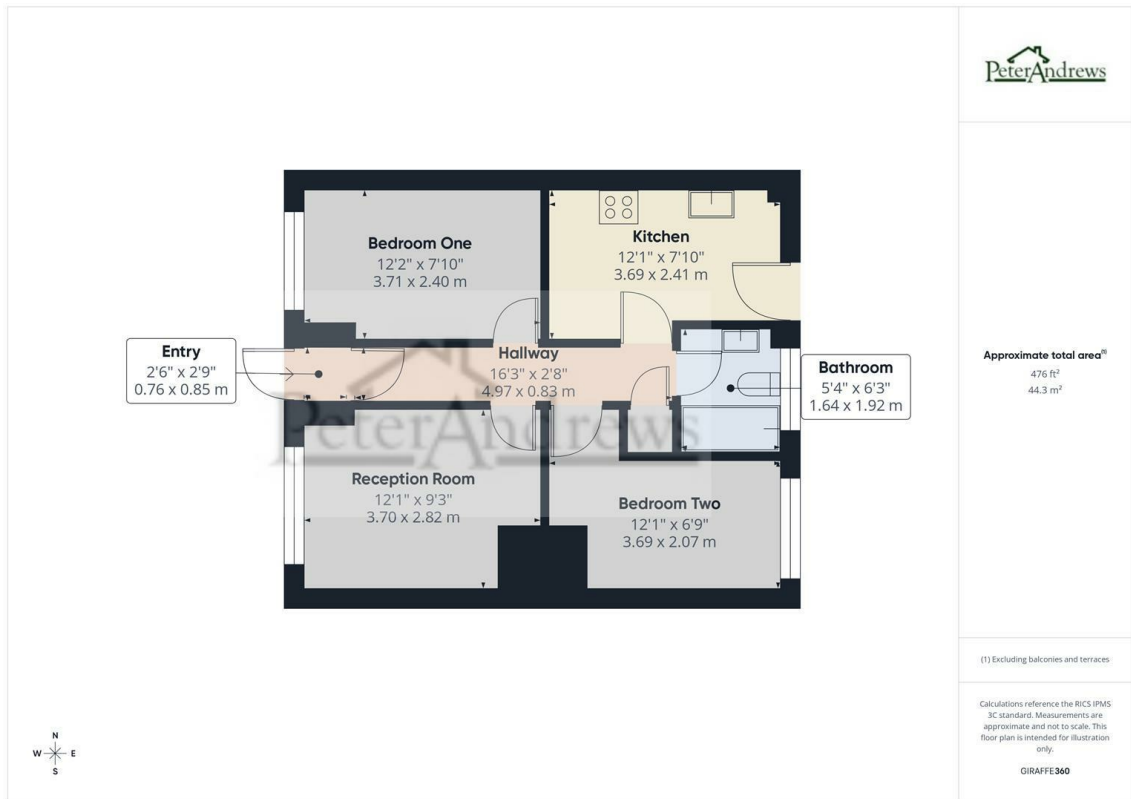 PeterAndrews
Bedroom One
12'2" x 7'10"
3.71 x 2.40 m
Kitchen
12'1" x 7'10"
3.69 x 2.41 m
Entry
2'6" x 2'9"
0.76 x 0.85 m
Hallway
16'3" x 2'8"
4.97 x 0.83 m
Bathroom
5'4" x 6'3"
1.64 x 1.92 m
PeterAndrews
Reception Room
12'1" x 9'3"
3.70 x 2.82 m
Bedroom Two
12'1" x 6'9"
3.69 x 2.07 m
Approximate total area(1)
476 ft²
44.3 m²
(1) Excluding balconies and terraces
Calculations reference the RICS IPMS
3C standard. Measurements are
approximate and not to scale. This
floor plan is intended for illustration
only.
GIRAFFE360
N
W E
S